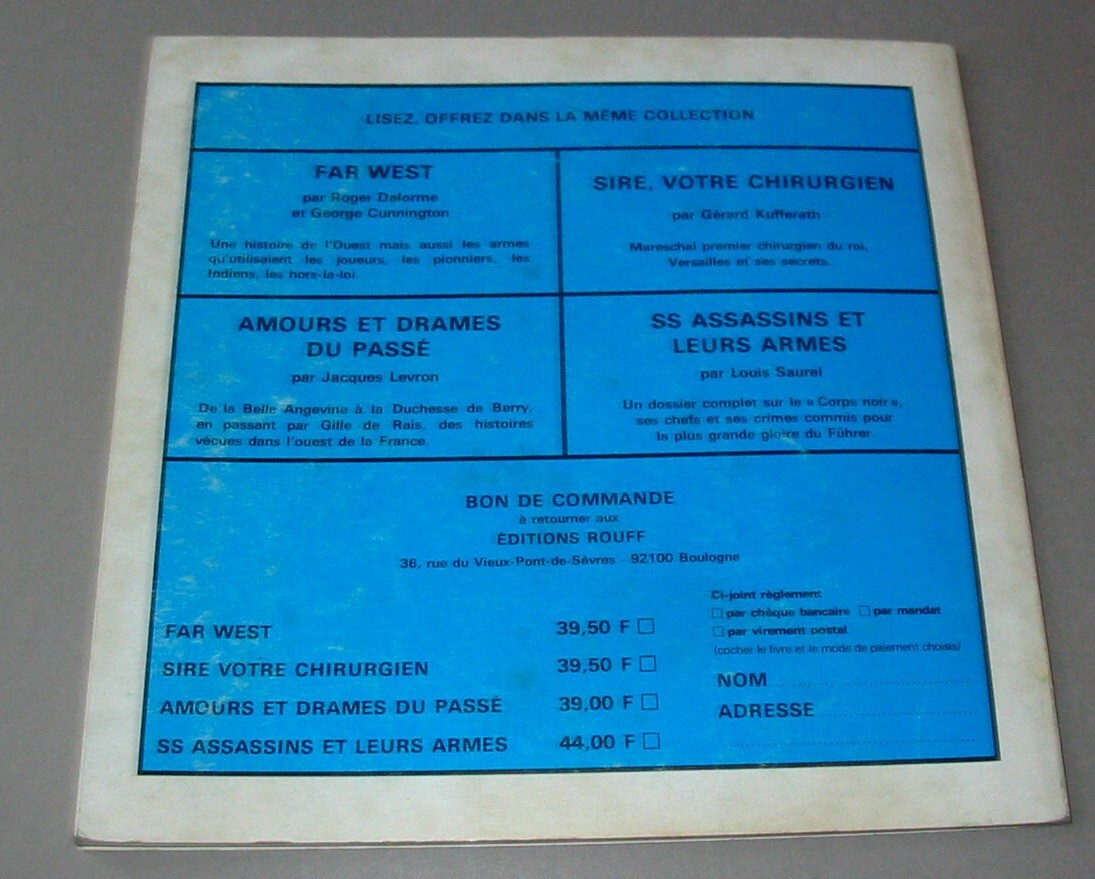 LISEZ, OFFREZ DANS LA MÊME COLLECTION
FAR WEST
par Roger Delorme
et George Cunnington
Une histoire de l'Ouest mais aussi les armes
qu'utilisaient les joueurs, les pionniers, les
Indiens, les hors-la-loi.
SIRE, VOTRE CHIRURGIEN
par Gérard Kufferath
Mareschal premier chirurgien du roi,
Versailles et ses secrets.
AMOURS ET DRAMES
DU PASSÉ
par Jacques Levron
De la Belle Angevine à la Duchesse de Berry,
en passant par Gille de Rais, des histoires
vécues dans l'ouest de la France.
SS ASSASSINS ET
LEURS ARMES
par Louis Saurel
Un dossier complet sur le « Corps noir »,
ses chefs et ses crimes commis pour
la plus grande gloire du Führer.
BON DE COMMANDE
à retourner aux
ÉDITIONS ROUFF
36, rue du Vieux-Pont-de-Sèvres - 92100 Boulogne
FAR WEST 39,50 F
SIRE VOTRE CHIRURGIEN 39,50 F
AMOURS ET DRAMES DU PASSÉ 39,00 F
SS ASSASSINS ET LEURS ARMES 44,00 F
Ci-joint règlement
par chèque bancaire par mandat
par virement postal
(cocher le livre et le mode de paiement choisis)
NOM
ADRESSE